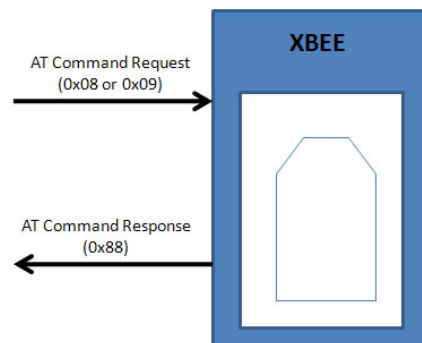 XBEE
AT Command Request
(0x08 or 0x09)
AT Command Response
(0x88)